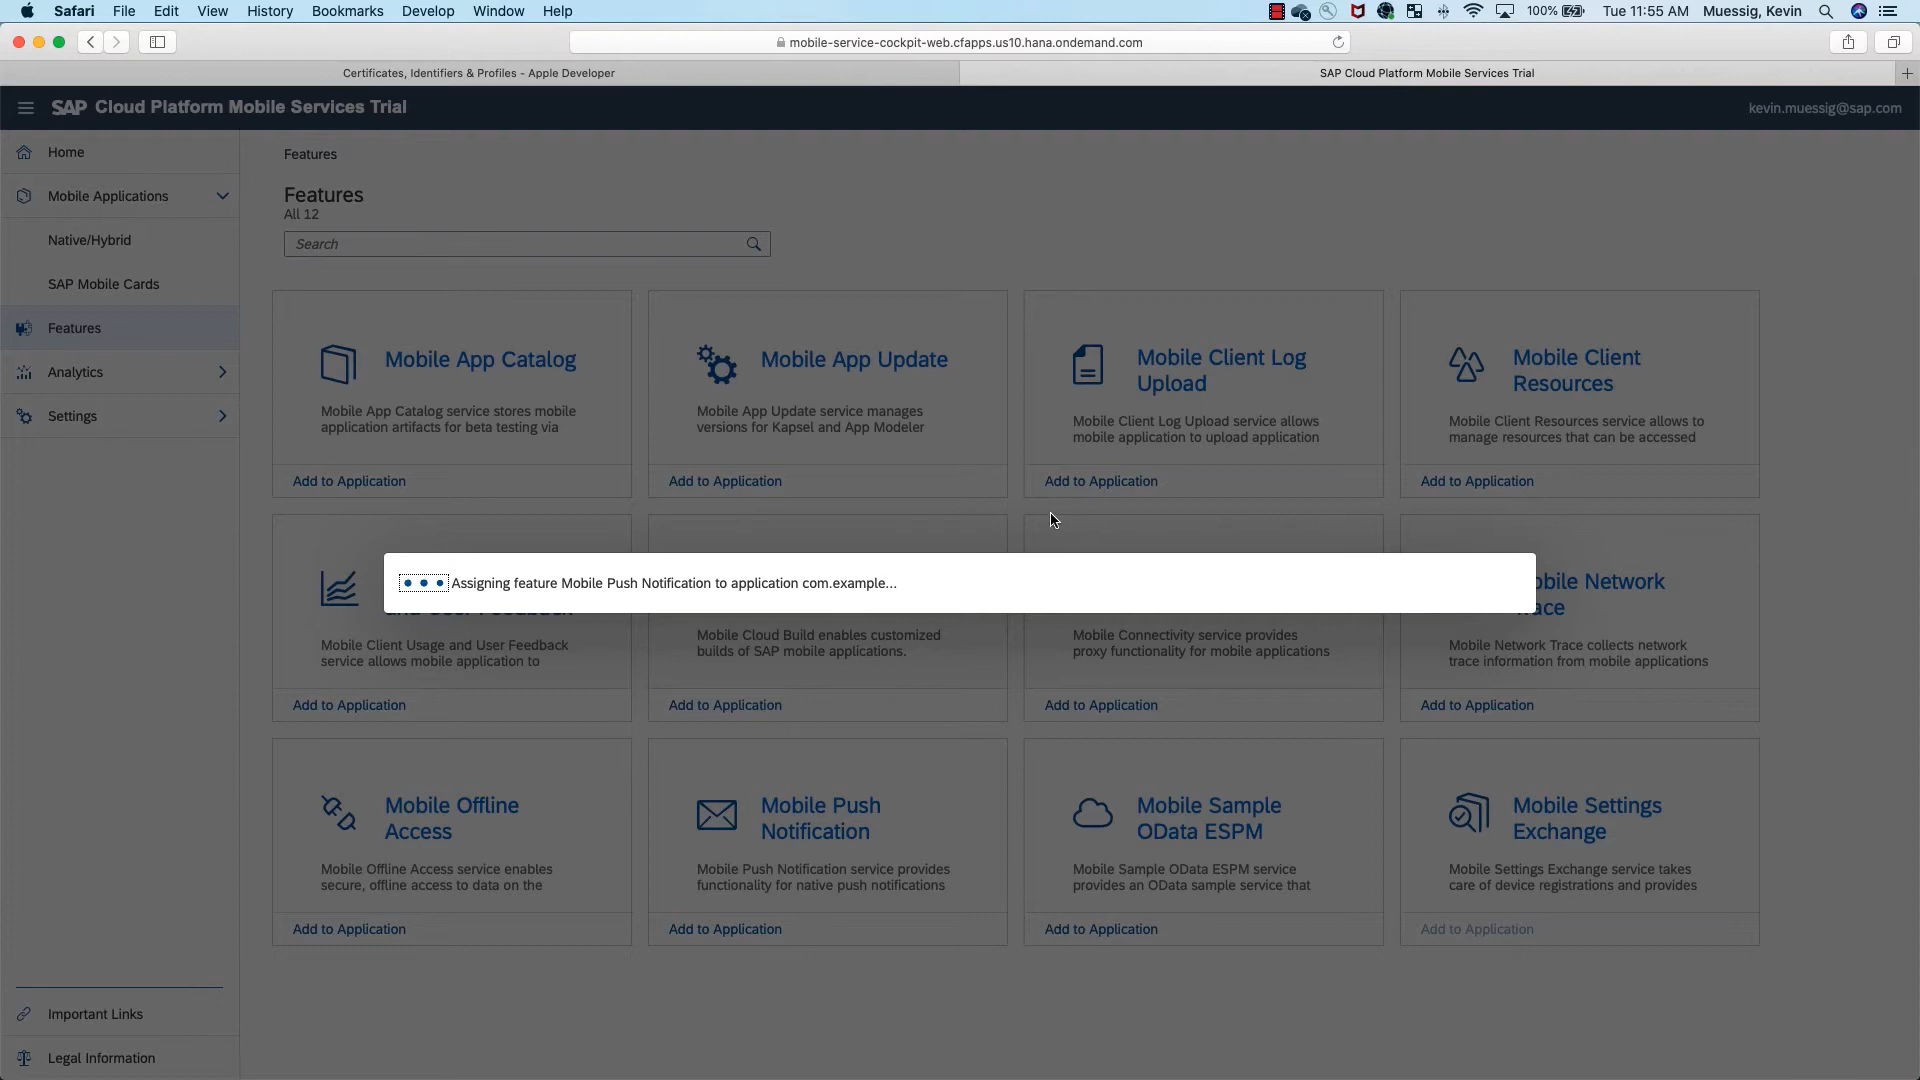 Safari File Edit View History Bookmarks Develop Window Help 100% Tue 11:55 AM Muessig, Kevin
mobile-service-cockpit-web.cfapps.us10.hana.ondemand.com
Certificates, Identifiers & Profiles - Apple Developer
SAP Cloud Platform Mobile Services Trial
SAP Cloud Platform Mobile Services Trial
kevin.muessig@sap.com
Home
Mobile Applications
Native/Hybrid
SAP Mobile Cards
Features
Analytics
Settings
Important Links
Legal Information
Features
Features
All 12
Search
Mobile App Catalog
Mobile App Catalog service stores mobile
application artifacts for beta testing via
Add to Application
Mobile App Update
Mobile App Update service manages
versions for Kapsel and App Modeler
Add to Application
Mobile Client Log
Upload
Mobile Client Log Upload service allows
mobile application to upload application
Add to Application
Mobile Client
Resources
Mobile Client Resources service allows to
manage resources that can be accessed
Add to Application
Assigning feature Mobile Push Notification to application com.example...
and User Feedback
Mobile Client Usage and User Feedback
service allows mobile application to
Add to Application
Mobile Cloud Build enables customized
builds of SAP mobile applications.
Add to Application
Mobile Connectivity service provides
proxy functionality for mobile applications
Add to Application
Mobile Network
Trace
Mobile Network Trace collects network
trace information from mobile applications
Add to Application
Mobile Offline
Access
Mobile Offline Access service enables
secure, offline access to data on the
Add to Application
Mobile Push
Notification
Mobile Push Notification service provides
functionality for native push notifications
Add to Application
Mobile Sample
OData ESPM
Mobile Sample OData ESPM service
provides an OData sample service that
Add to Application
Mobile Settings
Exchange
Mobile Settings Exchange service takes
care of device registrations and provides
Add to Application